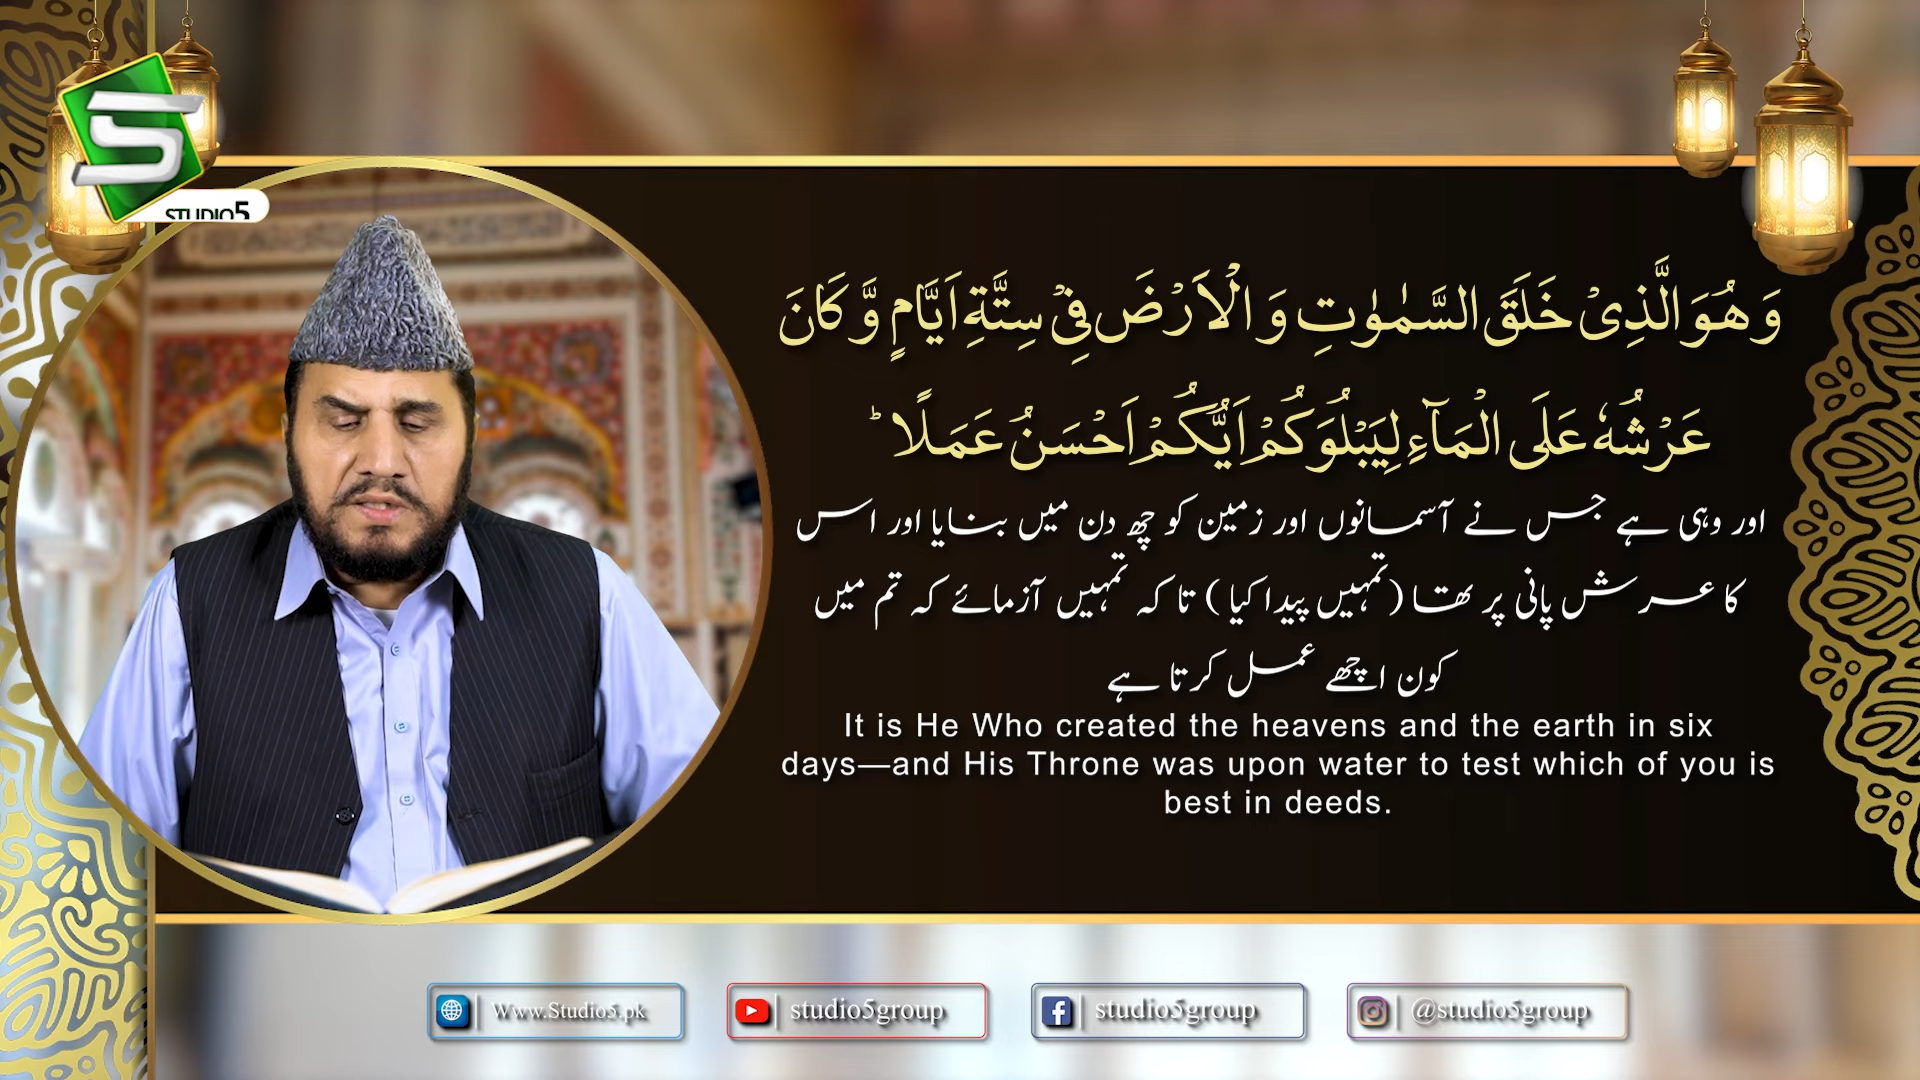 STUDIO5
وَهُوَ الَّذِىْ خَلَقَ السَّمٰوٰتِ وَ الْاَرْضَ فِىْ سِتَّةِ اَيَّامٍ وَّ كَانَ
عَرْشُهٗ عَلَى الْمَآءِ لِيَبْلُوَكُمْ اَيُّكُمْ اَحْسَنُ عَمَلًا ؕ
اور وہی ہے جس نے آسمانوں اور زمین کو چھ دن میں بنایا اور اس
کا عرش پانی پر تھا (تمہیں پیدا کیا) تا کہ تمہیں آزمائے کہ تم میں
کون اچھے عمل کرتا ہے
It is He Who created the heavens and the earth in six
days—and His Throne was upon water to test which of you is
best in deeds.
Www.Studio5.pk
studio5group
studio5group
@studio5group